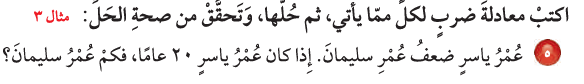 اكتبْ معادلةَ ضربٍ لكلٍّ ممّا يأتي، ثم حُلَّها، وَتَحقَّقْ من صحةِ الحَلّ: مثال ٣
٥ عُمْرُ ياسرٍ ضعفُ عُمْرِ سليمانَ. إذا كان عُمْرُ ياسرٍ ٢٠ عامًا، فكمْ عُمْرُ سليمانَ؟